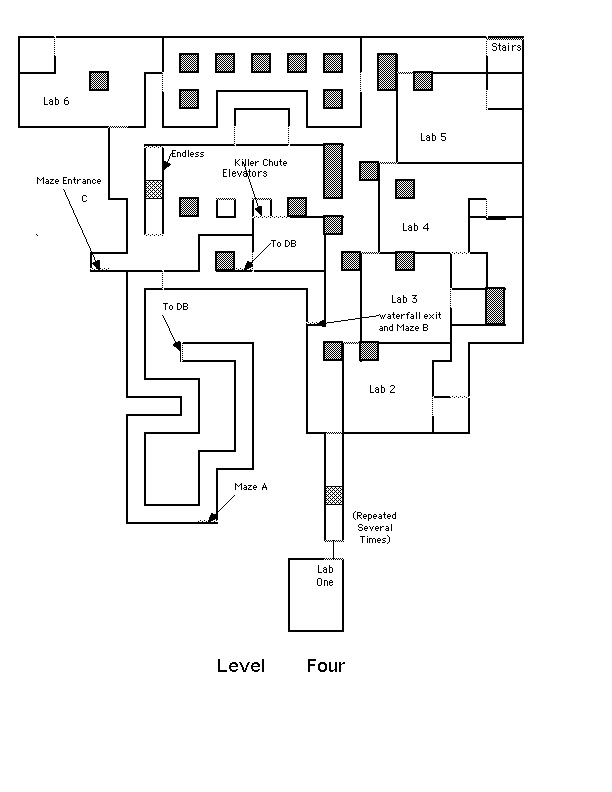 Stairs
Lab 6
Lab 5
Endless
Killer Chute
Elevators
Maze Entrance
C
Lab 4
To DB
Lab 3
To DB
waterfall exit
and Maze B
Lab 2
Maze A
(Repeated
Several
Times)
Lab
One
Level Four